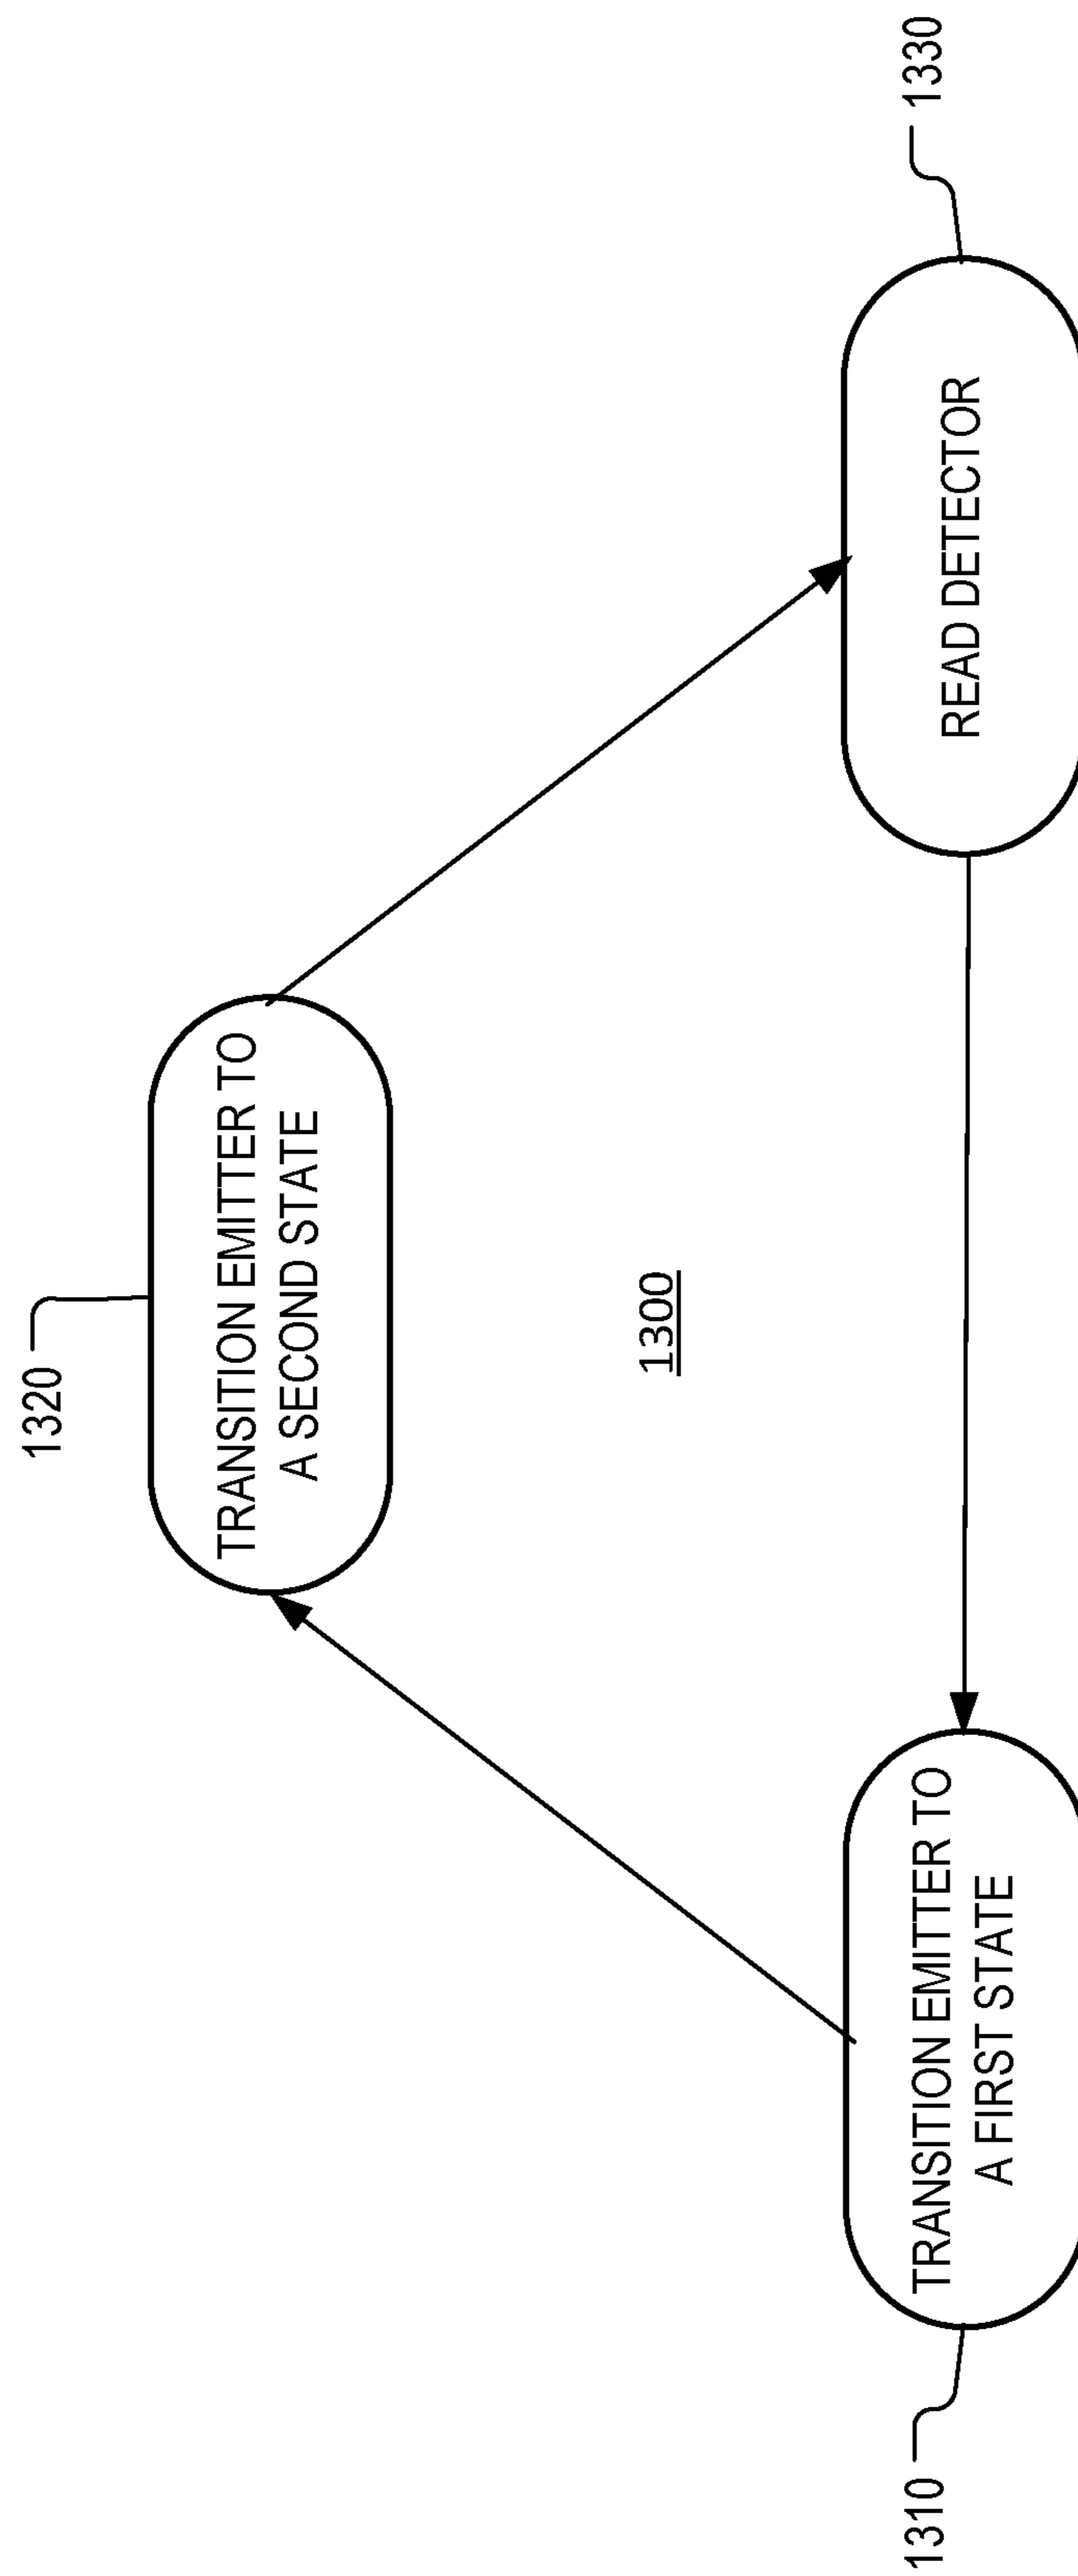 1320
TRANSITION EMITTER TO
A SECOND STATE
1300
1310
TRANSITION EMITTER TO
A FIRST STATE
READ DETECTOR
1330